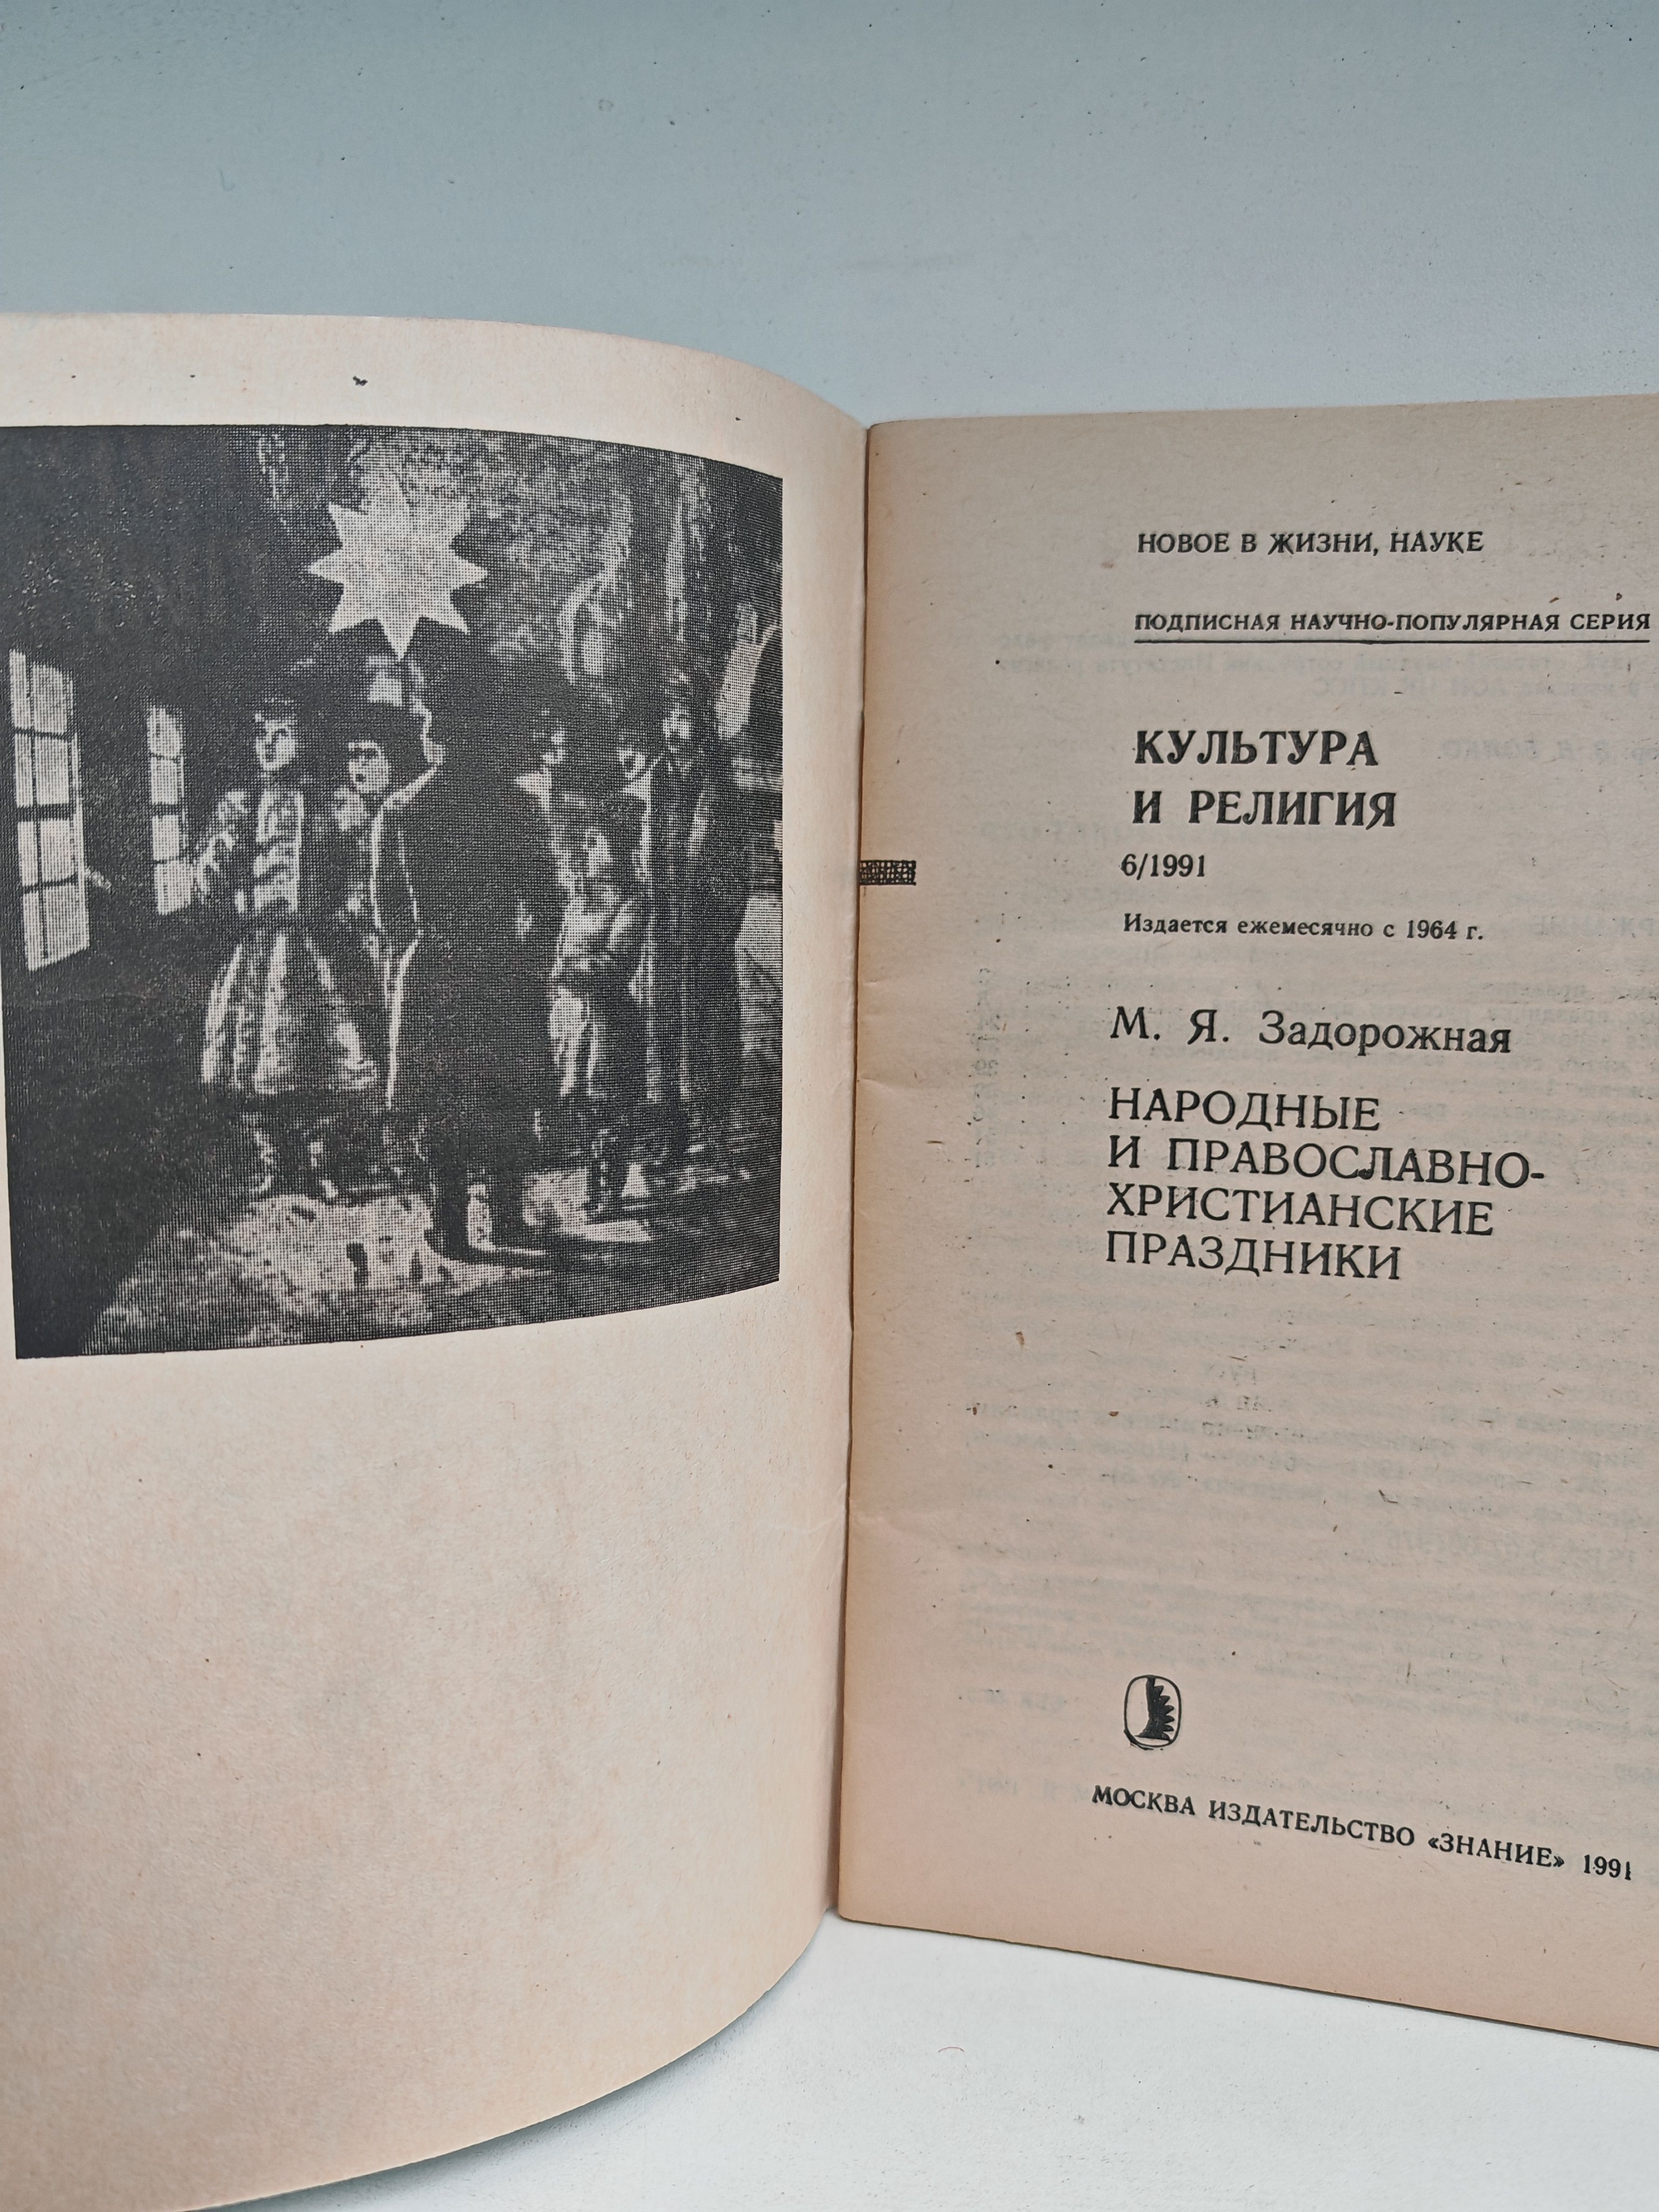 НОВОЕ В ЖИЗНИ, НАУКЕ
ПОДПИСНАЯ НАУЧНО-ПОПУЛЯРНАЯ СЕРИЯ
КУЛЬТУРА
И РЕЛИГИЯ
6/1991
Издается ежемесячно с 1964 г.
М. Я. Задорожная
НАРОДНЫЕ
И ПРАВОСЛАВНО-
ХРИСТИАНСКИЕ
ПРАЗДНИКИ
МОСКВА ИЗДАТЕЛЬСТВО «ЗНАНИЕ» 1991